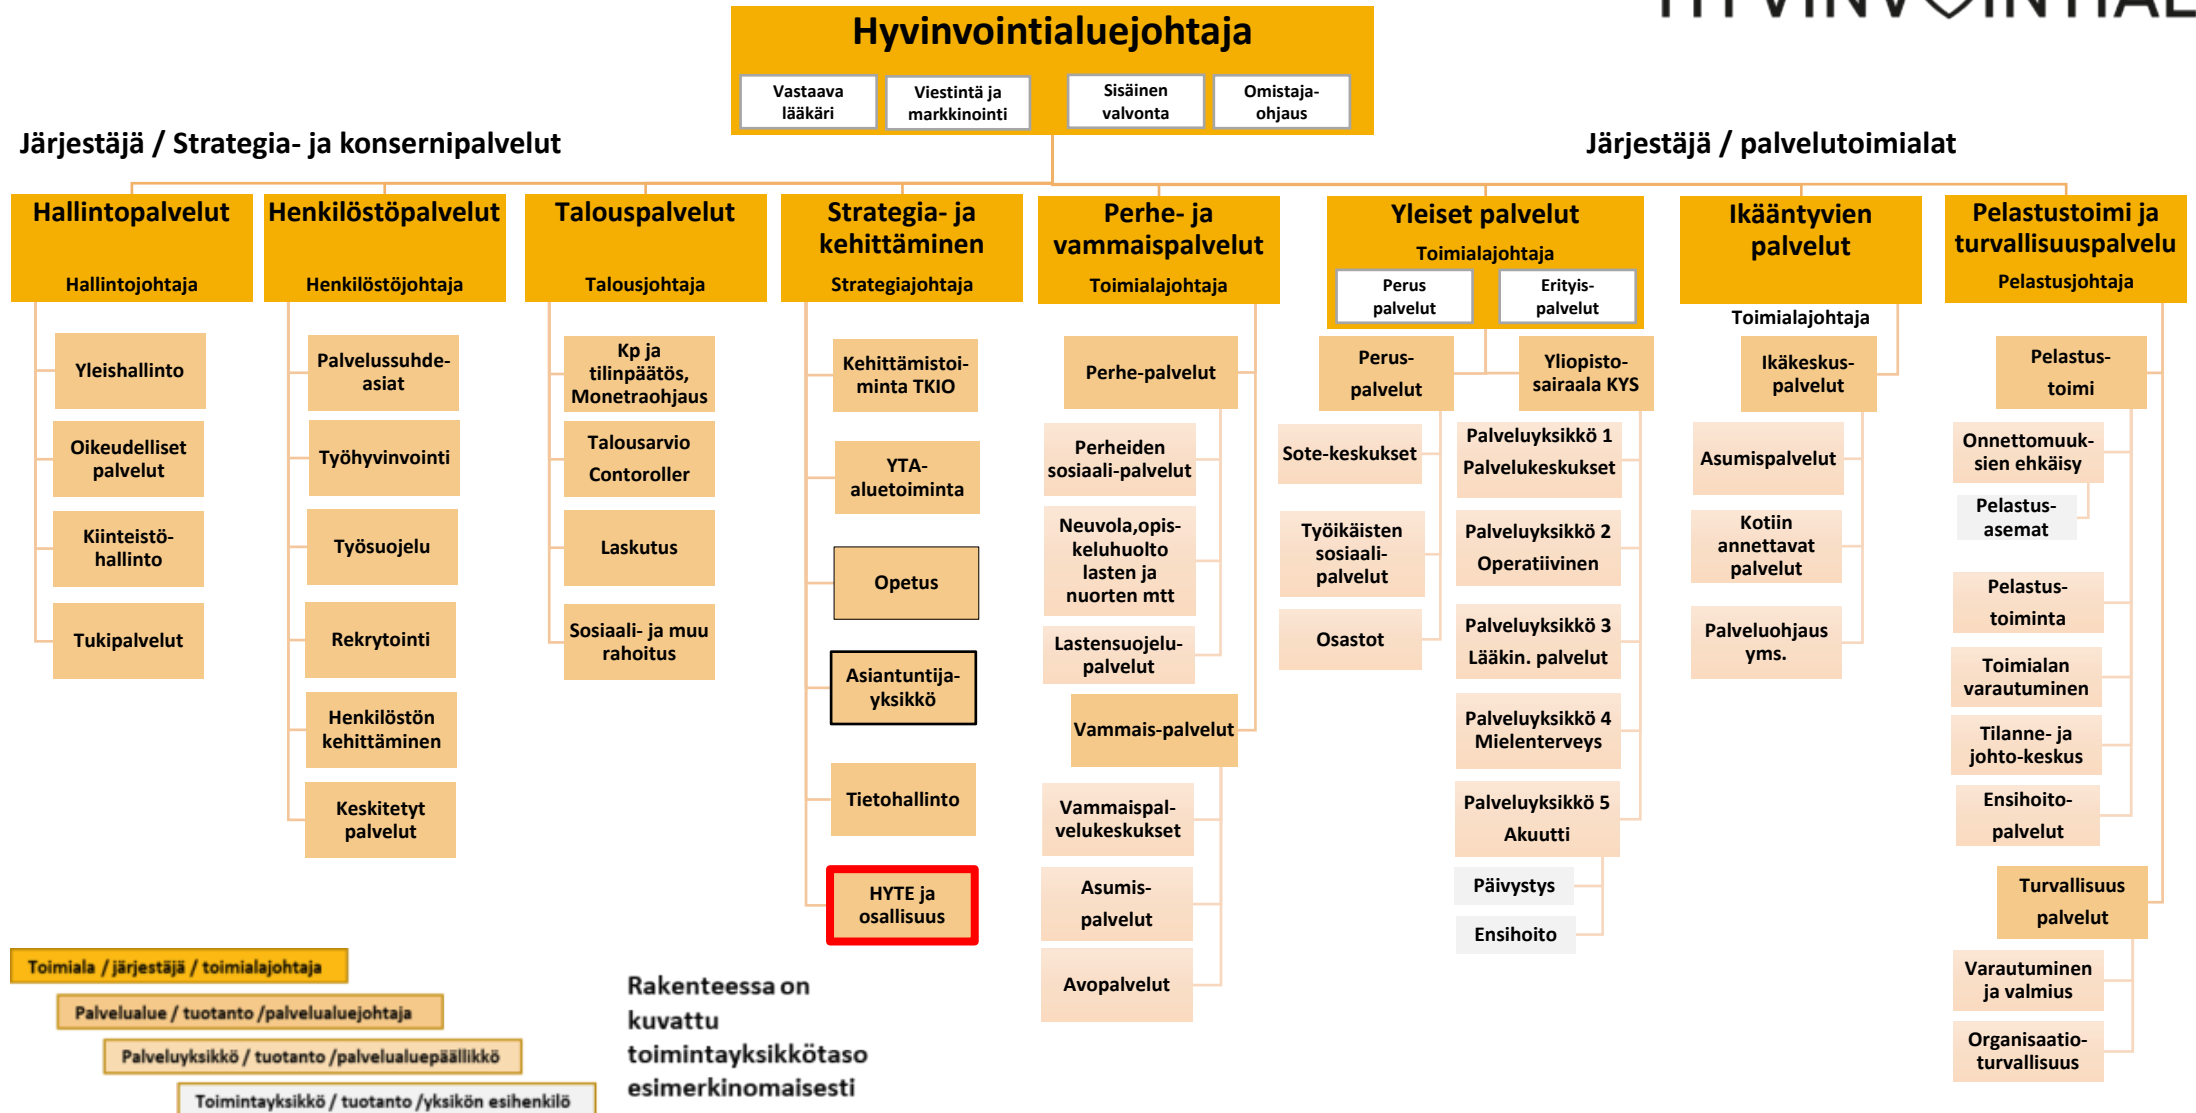 HYVINVOINTIAL
Hyvinvointialuejohtaja
Vastaava
lääkäri
Viestintä ja
markkinointi
Sisäinen
valvonta
Omistaja-
ohjaus
Järjestäjä / Strategia- ja konsernipalvelut
Järjestäjä / palvelutoimialat
Hallintopalvelut
Hallintojohtaja
Yleishallinto
Oikeudelliset
palvelut
Kiinteistö-
hallinto
Tukipalvelut
Henkilöstöpalvelut
Henkilöstöjohtaja
Palvelussuhde-
asiat
Työhyvinvointi
Työsuojelu
Rekrytointi
Henkilöstön
kehittäminen
Keskitetyt
palvelut
Talouspalvelut
Talousjohtaja
Kp ja
tilinpäätös,
Monetraohjaus
Talousarvio
Contoroller
Laskutus
Sosiaali- ja muu
rahoitus
Strategia- ja
kehittäminen
Strategiajohtaja
Kehittämistoi-
minta TKIO
YTA-
aluetoiminta
Opetus
Asiantuntija-
yksikkö
Tietohallinto
HYTE ja
osallisuus
Perhe- ja
vammaispalvelut
Toimialajohtaja
Perhe-palvelut
Perheiden
sosiaali-palvelut
Neuvola,opis-
keluhuolto
lasten ja
nuorten mtt
Lastensuojelu-
palvelut
Vammais-palvelut
Vammaispal-
velukeskukset
Asumis-
palvelut
Avopalvelut
Yleiset palvelut
Toimialajohtaja
Perus
palvelut
Erityis-
palvelut
Perus-
palvelut
Sote-keskukset
Työikäisten
sosiaali-
palvelut
Osastot
Yliopisto-
sairaala KYS
Palveluyksikkö 1
Palvelukeskukset
Palveluyksikkö 2
Operatiivinen
Palveluyksikkö 3
Lääkin. palvelut
Palveluyksikkö 4
Mielenterveys
Palveluyksikkö 5
Akuutti
Päivystys
Ensihoito
Ikääntyvien
palvelut
Toimialajohtaja
Ikäkeskus-
palvelut
Asumispalvelut
Kotiin
annettavat
palvelut
Palveluohjaus
yms.
Pelastustoimi ja
turvallisuuspalvelu
Pelastusjohtaja
Pelastus-
toimi
Onnettomuuk-
sien ehkäisy
Pelastus-
asemat
Pelastus-
toiminta
Toimialan
varautuminen
Tilanne- ja
johto-keskus
Ensihoito-
palvelut
Turvallisuus
palvelut
Varautuminen
ja valmius
Organisaatio-
turvallisuus
Toimiala / järjestäjä / toimialajohtaja
Palvelualue / tuotanto /palvelualuejohtaja
Palveluyksikkö / tuotanto /palvelualuepäällikkö
Toimintayksikkö / tuotanto /yksikön esihenkilö
Rakenteessa on
kuvattu
toimintayksikkötaso
esimerkinomaisesti